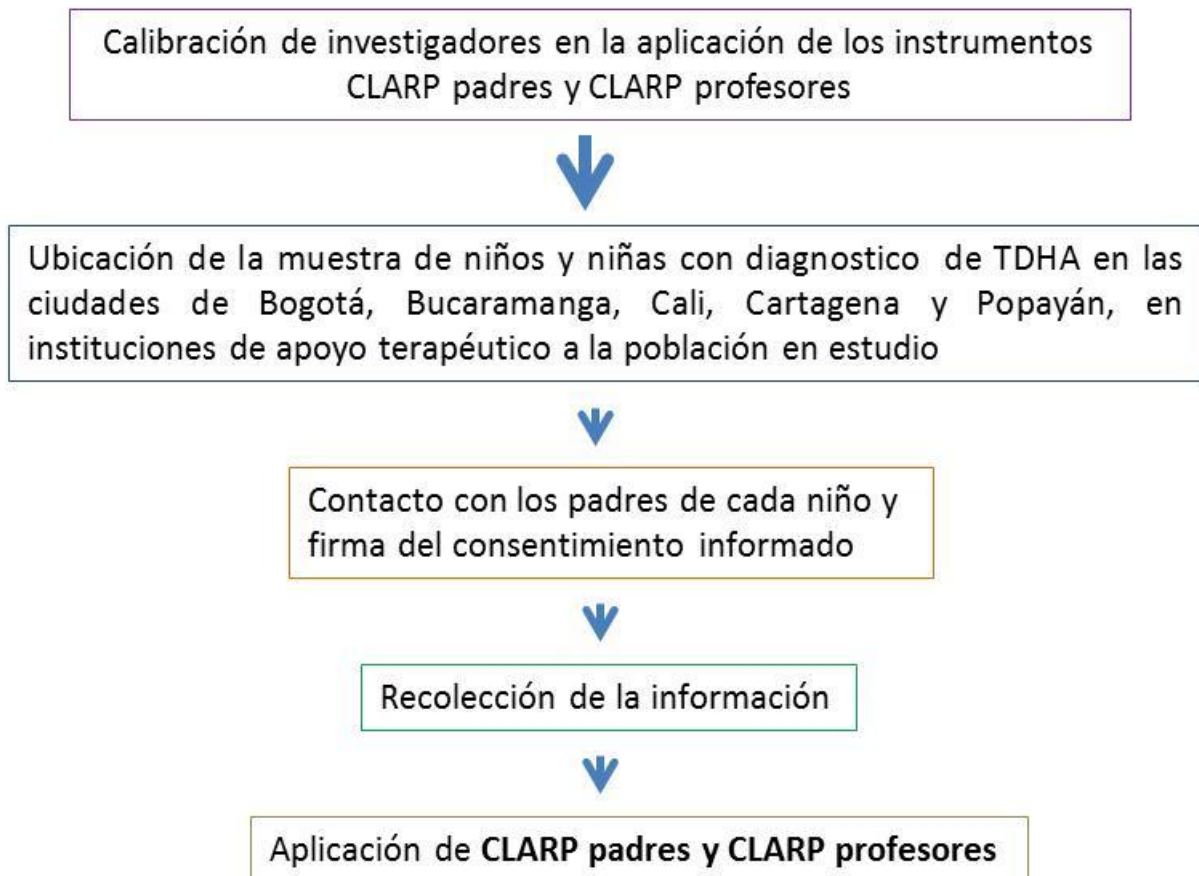 Calibración de investigadores en la aplicación de los instrumentos
CLARP padres y CLARP profesores
Ubicación de la muestra de niños y niñas con diagnostico de TDHA en las
ciudades de Bogotá, Bucaramanga, Cali, Cartagena y Popayán, en
instituciones de apoyo terapéutico a la población en estudio
Contacto con los padres de cada niño y
firma del consentimiento informado
Recolección de la información
Aplicación de CLARP padres y CLARP profesores